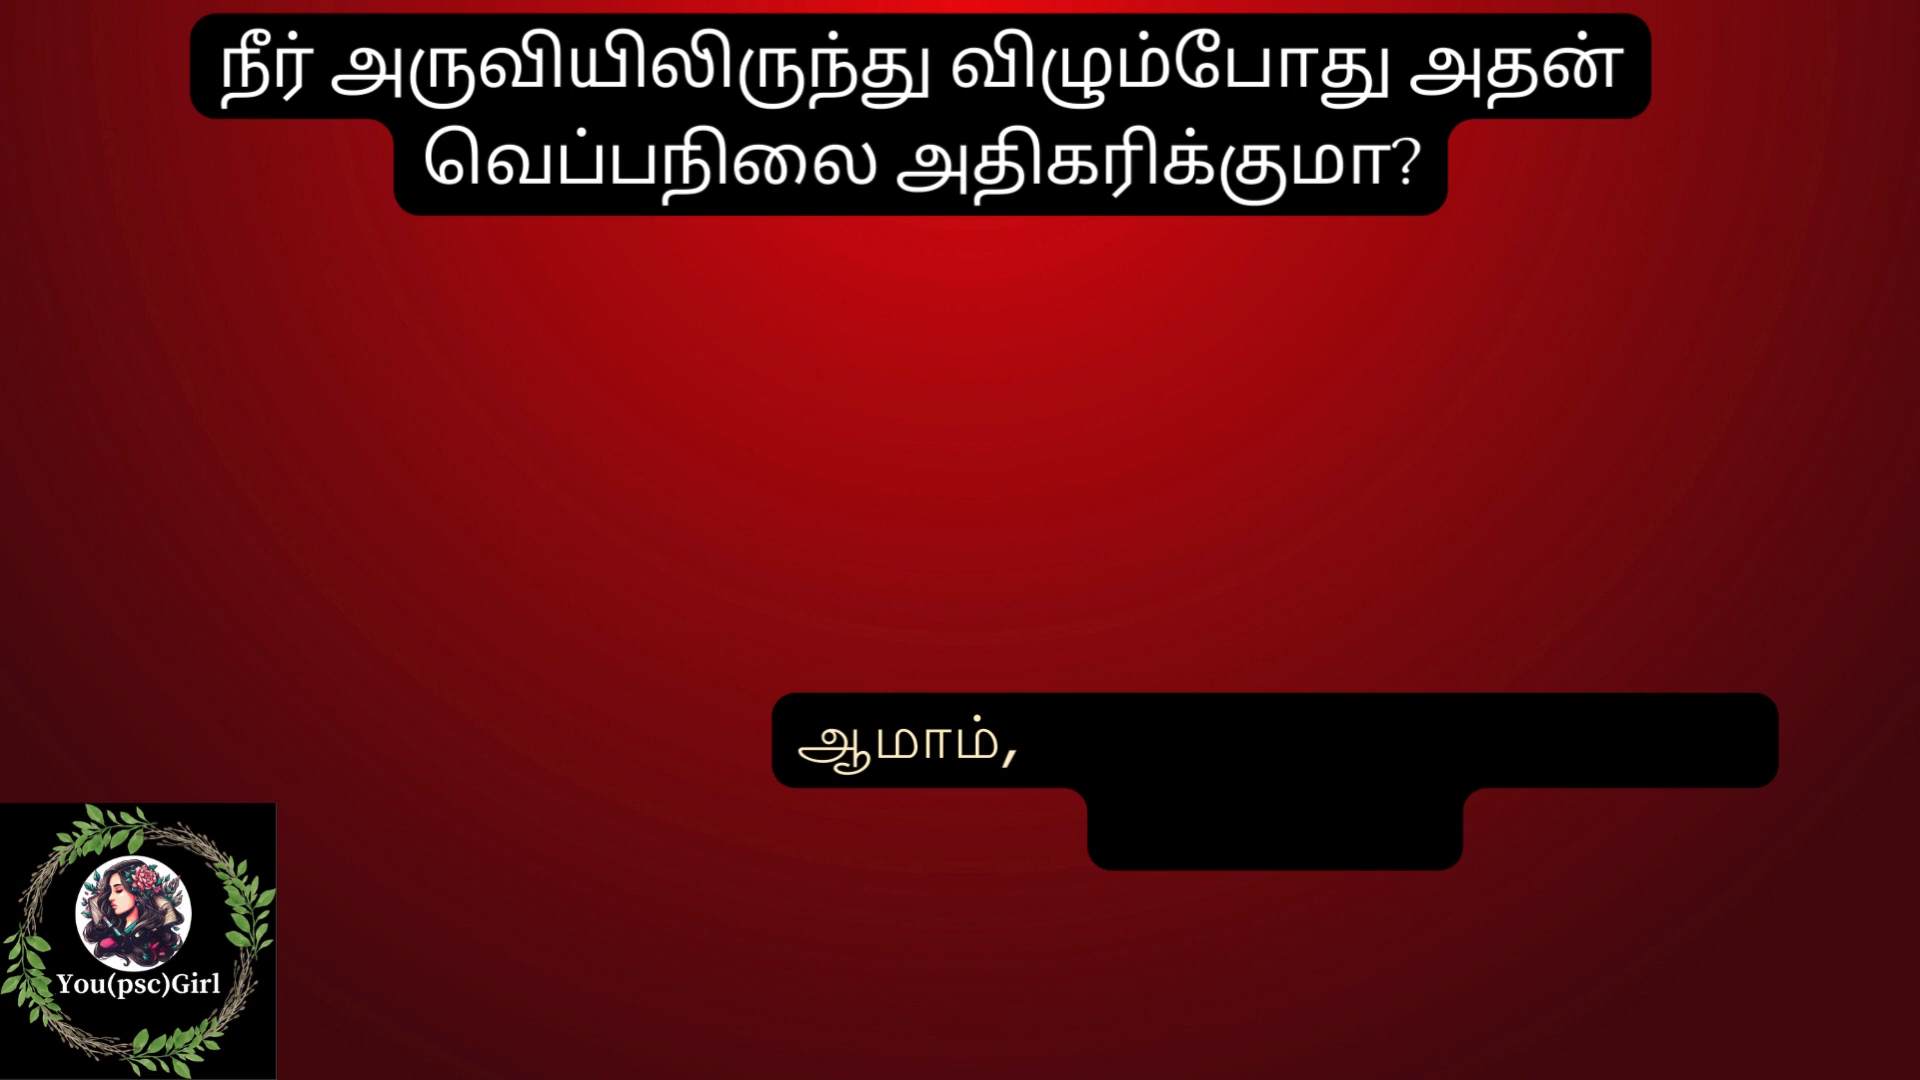 நீர் அருவியிலிருந்து விழும்போது அதன்
வெப்பநிலை அதிகரிக்குமா?
ஆமாம்,
You(psc)Girl